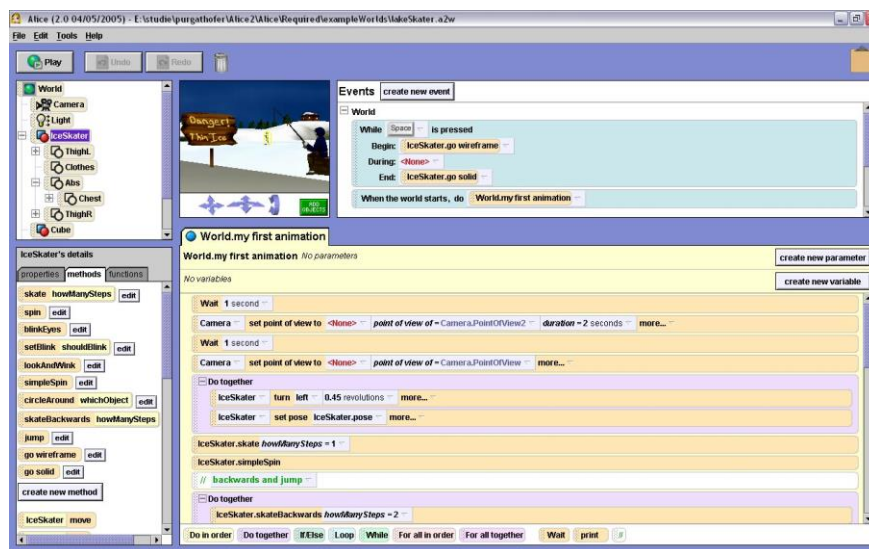 Alice (2.0 04/05/2005) - E:\studie\purgathofer\Alice2\Alice\Required\exampleWorlds\lakeSkater.a2w
File Edit Tools Help
Play Undo Redo
World
Camera
Light
IceSkater
ThighL
Clothes
Abs
Chest
ThighR
Cube
Danger!
Thin Ice
ADD OBJECTS
Events create new event
World
While Space is pressed
Begin: IceSkater.go wireframe
During: <None>
End: IceSkater.go solid
When the world starts, do World.my first animation
IceSkater's details
properties methods functions
skate howManySteps edit
spin edit
blinkEyes edit
setBlink shouldBlink edit
lookAndWink edit
simpleSpin edit
circleAround whichObject edit
skateBackwards howManySteps
jump edit
go wireframe edit
go solid edit
create new method
IceSkater move
World.my first animation
World.my first animation No parameters create new parameter
No variables create new variable
Wait 1 second
Camera set point of view to <None> point of view of = Camera.PointOfView2 duration = 2 seconds more...
Wait 1 second
Camera set point of view to <None> point of view of = Camera.PointOfView more...
Do together
IceSkater turn left 0.45 revolutions more...
IceSkater set pose IceSkater.pose more...
IceSkater.skate howManySteps = 1
IceSkater.simpleSpin
// backwards and jump
Do together
IceSkater.skateBackwards howManySteps = 2
Do in order Do together If/Else Loop While For all in order For all together Wait print //